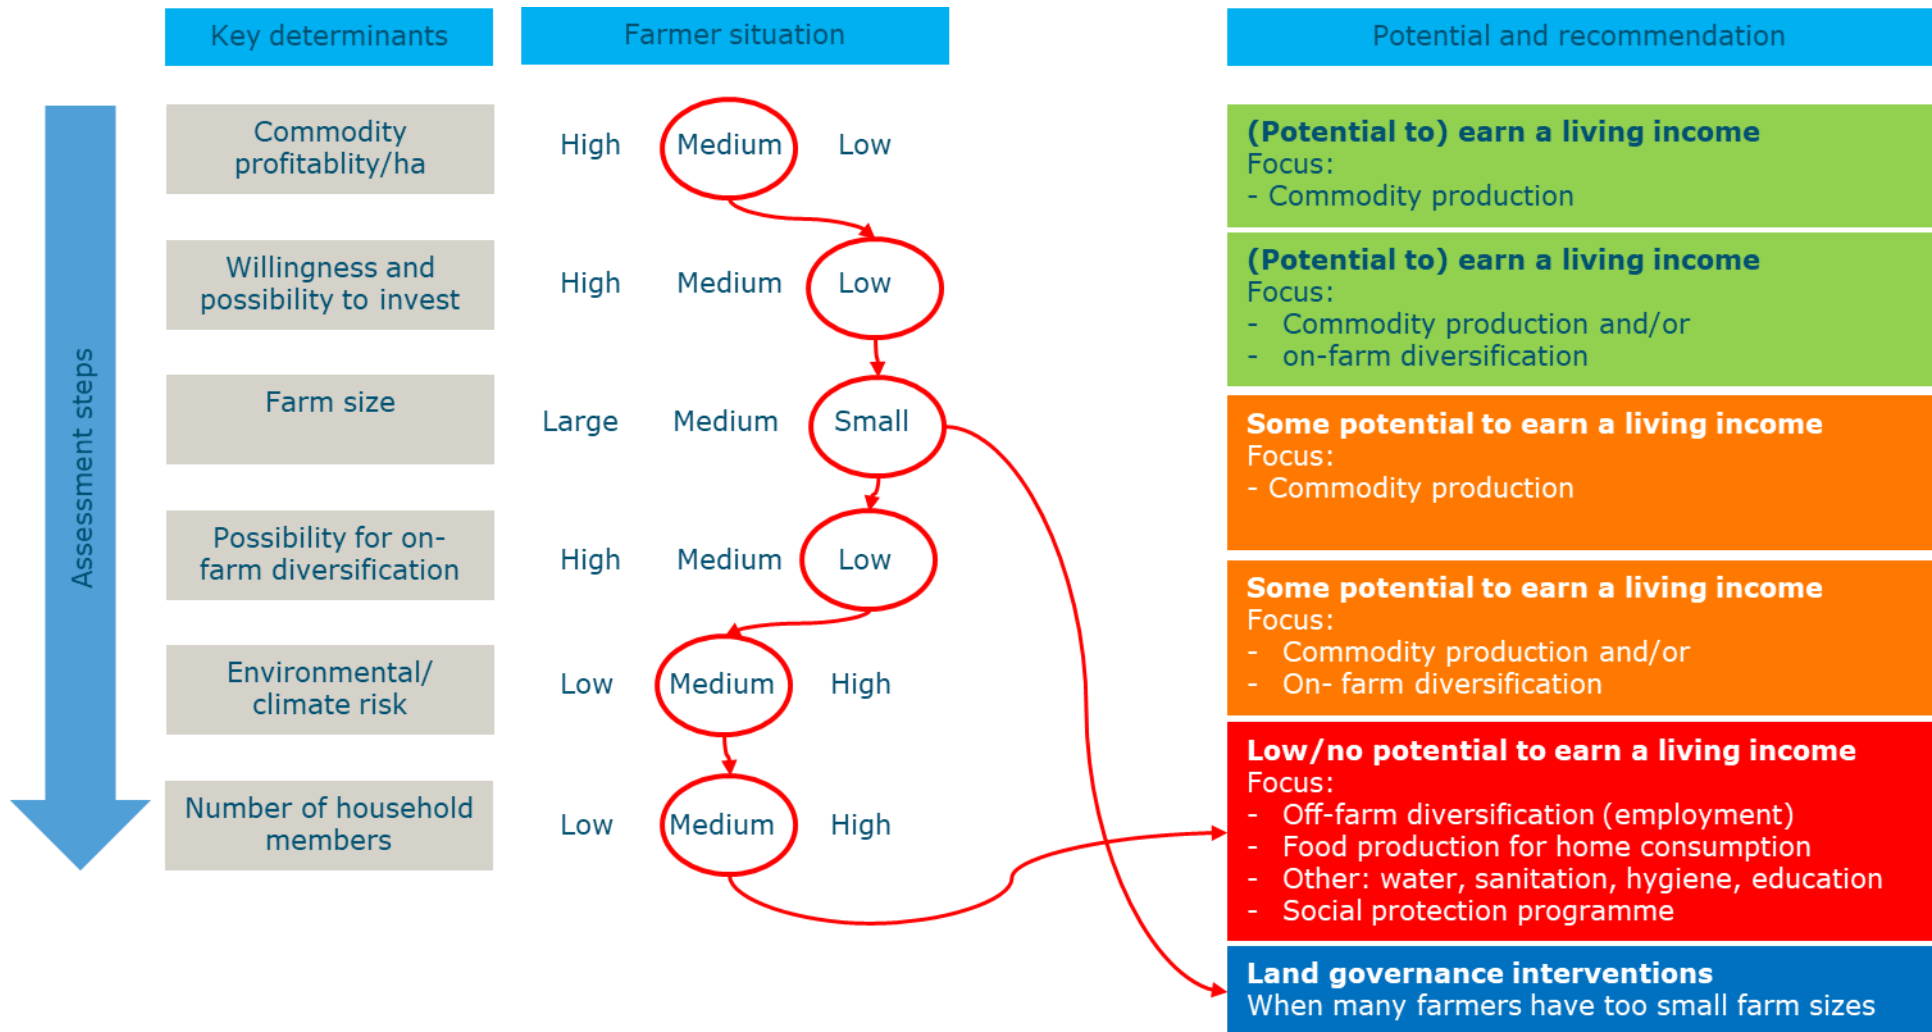 Key determinants
Farmer situation
Potential and recommendation
Assessment steps
Commodity
profitablity/ha
High Medium Low
Willingness and
possibility to invest
High Medium Low
Farm size
Large Medium Small
Possibility for on-
farm diversification
High Medium Low
Environmental/
climate risk
Low Medium High
Number of household
members
Low Medium High
(Potential to) earn a living income
Focus:
- Commodity production
(Potential to) earn a living income
Focus:
- Commodity production and/or
- on-farm diversification
Some potential to earn a living income
Focus:
- Commodity production
Some potential to earn a living income
Focus:
- Commodity production and/or
- On- farm diversification
Low/no potential to earn a living income
Focus:
- Off-farm diversification (employment)
- Food production for home consumption
- Other: water, sanitation, hygiene, education
- Social protection programme
Land governance interventions
When many farmers have too small farm sizes